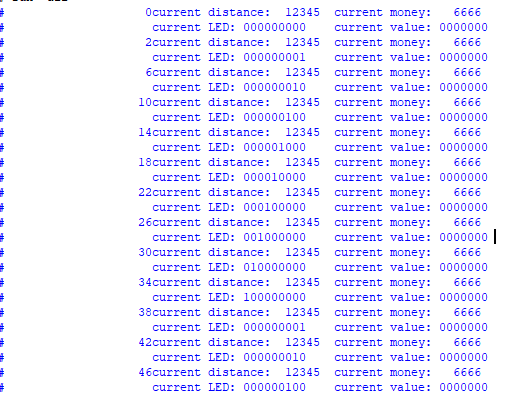 # 0current distance: 12345 current money: 6666
# current LED: 000000000 current value: 0000000
# 2current distance: 12345 current money: 6666
# current LED: 000000001 current value: 0000000
# 6current distance: 12345 current money: 6666
# current LED: 000000010 current value: 0000000
# 10current distance: 12345 current money: 6666
# current LED: 000000100 current value: 0000000
# 14current distance: 12345 current money: 6666
# current LED: 000001000 current value: 0000000
# 18current distance: 12345 current money: 6666
# current LED: 000010000 current value: 0000000
# 22current distance: 12345 current money: 6666
# current LED: 000100000 current value: 0000000
# 26current distance: 12345 current money: 6666
# current LED: 001000000 current value: 0000000
# 30current distance: 12345 current money: 6666
# current LED: 010000000 current value: 0000000
# 34current distance: 12345 current money: 6666
# current LED: 100000000 current value: 0000000
# 38current distance: 12345 current money: 6666
# current LED: 000000001 current value: 0000000
# 42current distance: 12345 current money: 6666
# current LED: 000000010 current value: 0000000
# 46current distance: 12345 current money: 6666
# current LED: 000000100 current value: 0000000